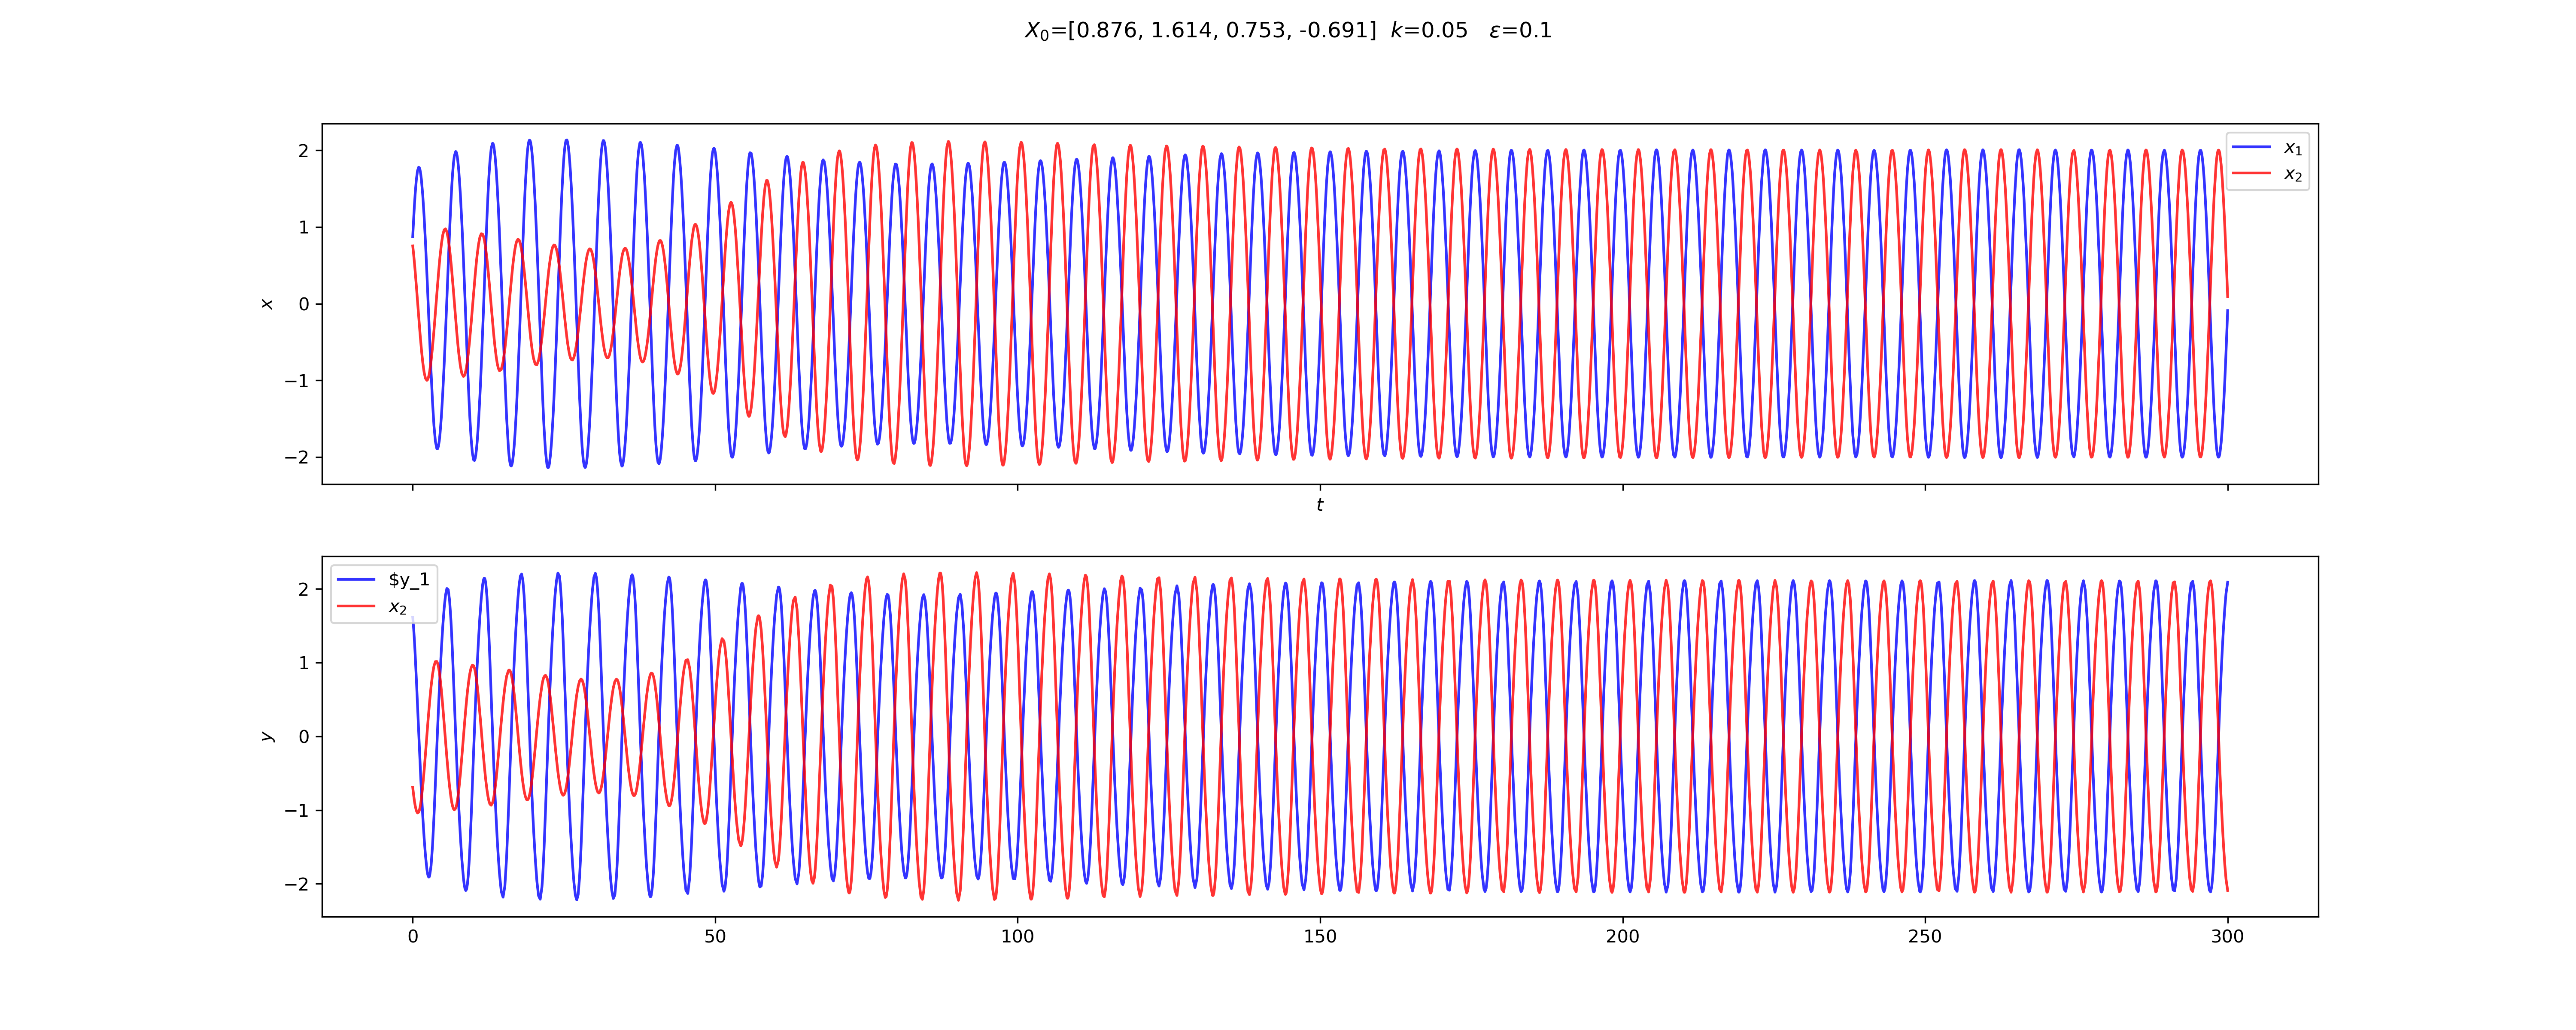 X₀=[0.876, 1.614, 0.753, -0.691] k=0.05 ε=0.1
2
1
0
−1
−2
x
x₁
x₂
t
2
1
0
−1
−2
y
$y_1
x₂
0 50 100 150 200 250 300